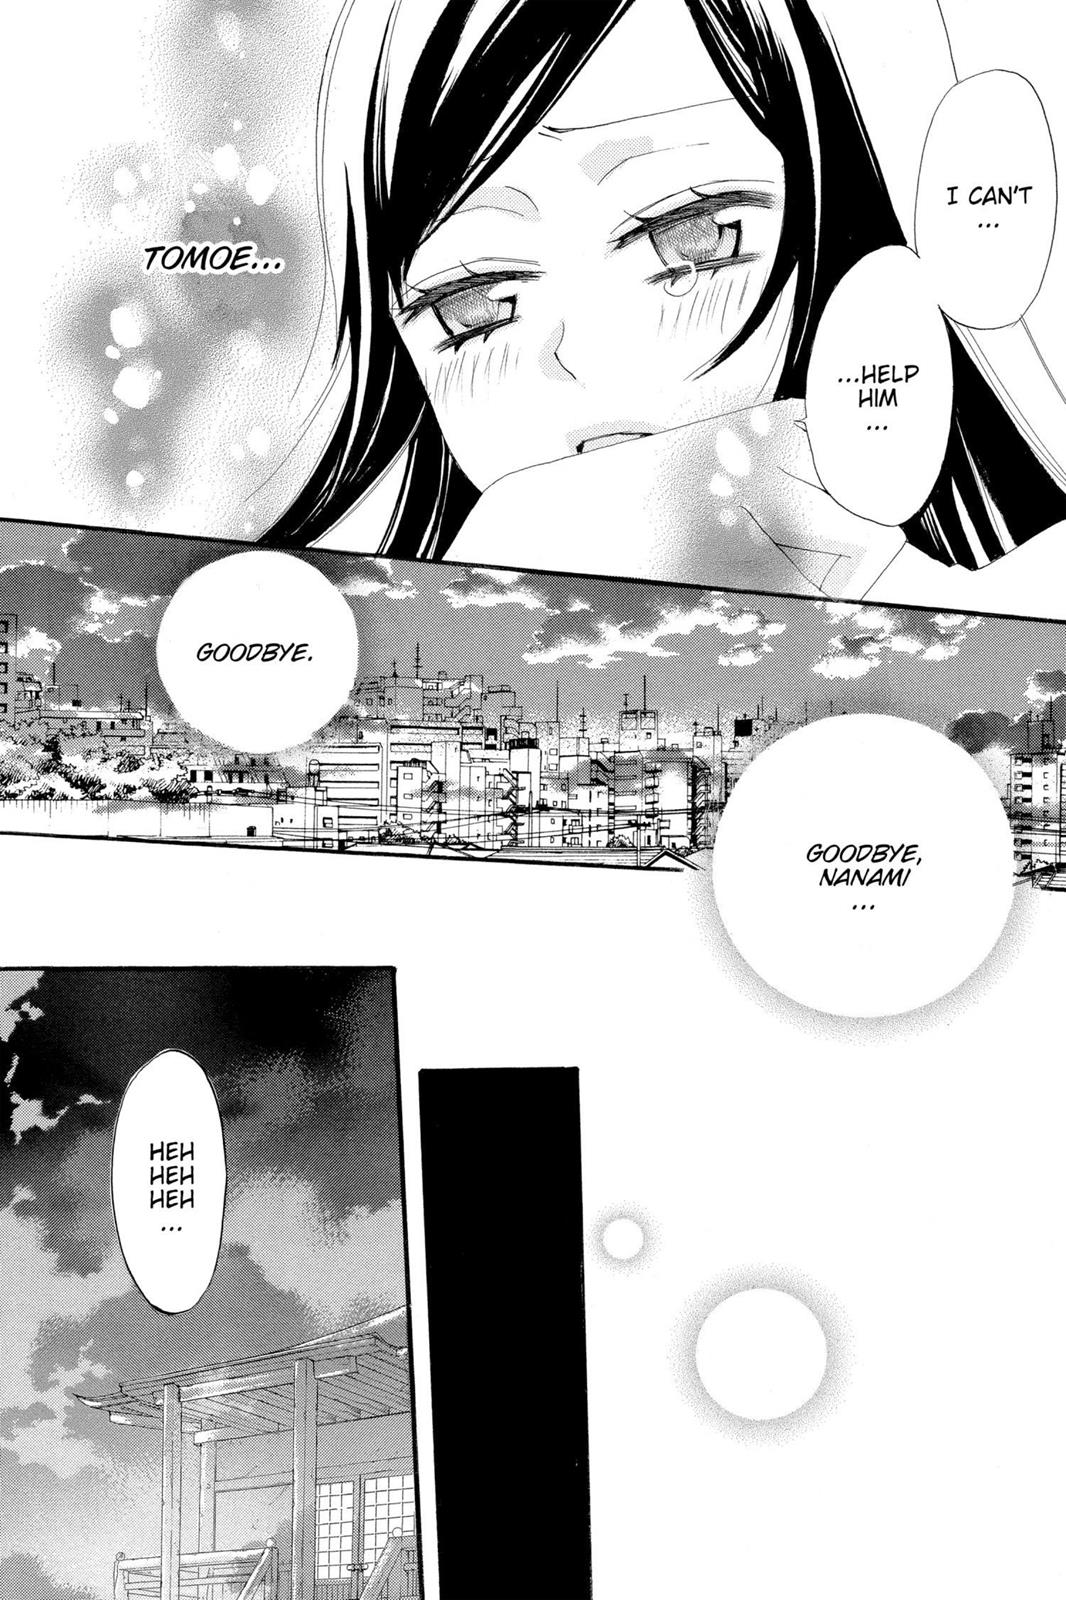 I CAN'T
...
...HELP
HIM
...
TOMOE...
GOODBYE,
NANAMI
...
GOODBYE.
HEH
HEH
HEH
...